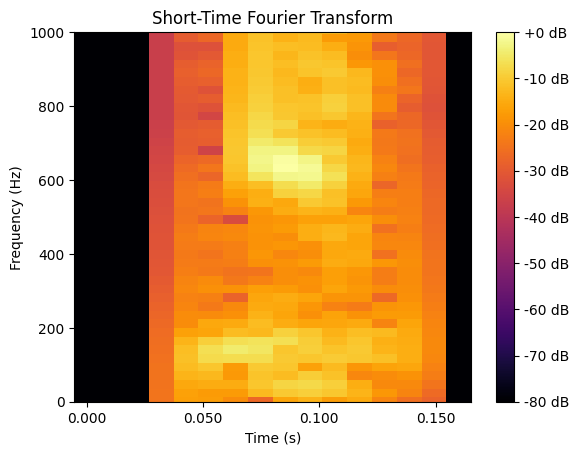 Short-Time Fourier Transform
1000
800
600
400
200
0
Frequency (Hz)
0.000
0.050
0.100
0.150
Time (s)
+0 dB
-10 dB
-20 dB
-30 dB
-40 dB
-50 dB
-60 dB
-70 dB
-80 dB